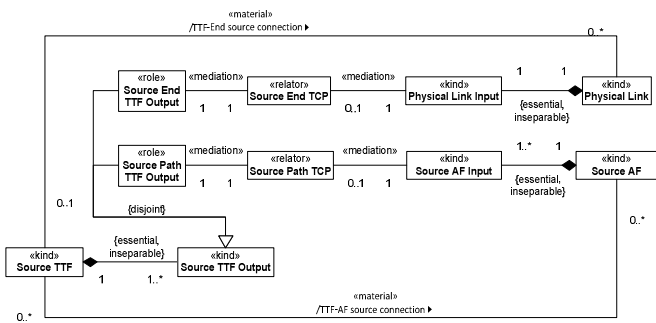 «material»
/TTF-End source connection
0..*
«role»
Source End
TTF Output
«mediation»
1 1
«relator»
Source End TCP
«mediation»
0..1 1
«kind»
Physical Link Input
1 1
{essential,
inseparable}
«kind»
Physical Link
«role»
Source Path
TTF Output
«mediation»
1 1
«relator»
Source Path TCP
«mediation»
0..1 1
«kind»
Source AF Input
1..* 1
{essential,
inseparable}
«kind»
Source AF
0..1
{disjoint}
0..*
«kind»
Source TTF
{essential,
inseparable}
1 1..*
«kind»
Source TTF Output
«material»
/TTF-AF source connection
0..*